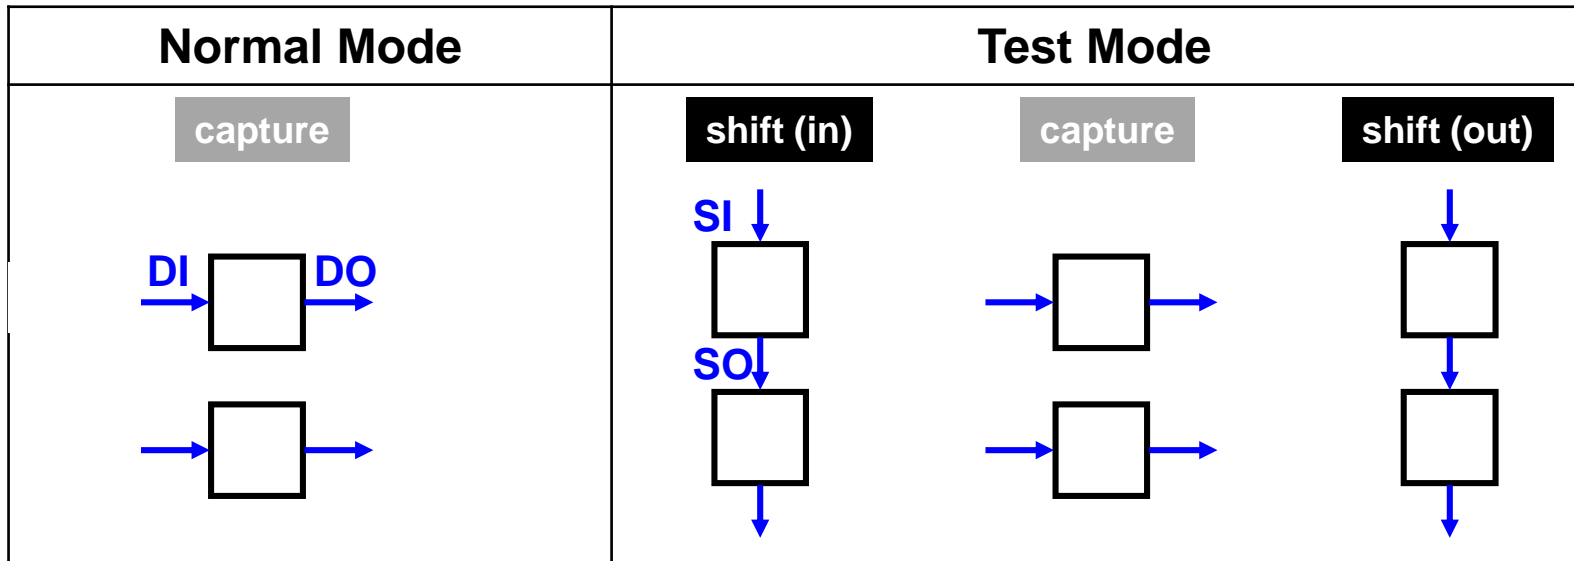 Normal Mode
Test Mode
capture
shift (in)
capture
shift (out)
SI
DI
DO
SO